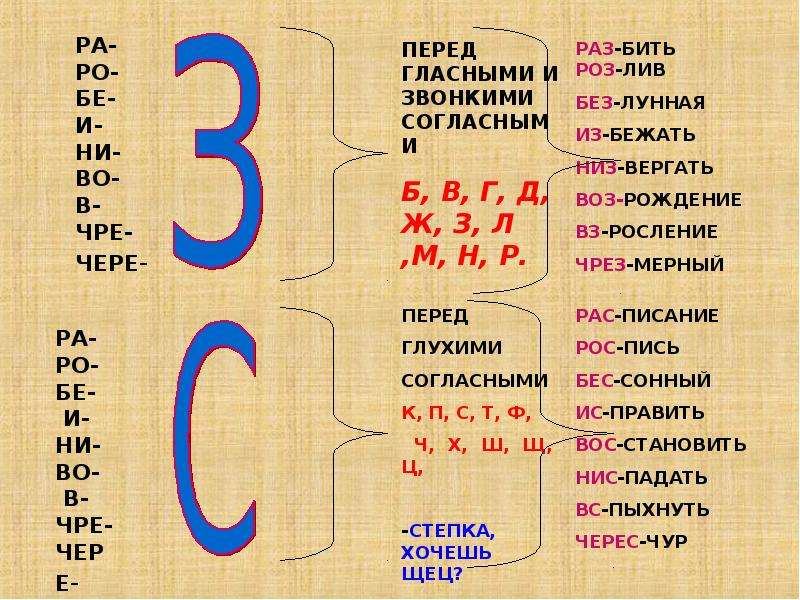 РА-
РО-
БЕ-
И-
НИ-
ВО-
В-
ЧРЕ-
ЧЕРЕ-
З
ПЕРЕД
ГЛАСНЫМИ И
ЗВОНКИМИ
СОГЛАСНЫМ
И
Б, В, Г, Д,
Ж, З, Л
,М, Н, Р.
РАЗ-БИТЬ
РОЗ-ЛИВ
БЕЗ-ЛУННАЯ
ИЗ-БЕЖАТЬ
НИЗ-ВЕРГАТЬ
ВОЗ-РОЖДЕНИЕ
ВЗ-РОСЛЕНИЕ
ЧРЕЗ-МЕРНЫЙ
РА-
РО-
БЕ-
И-
НИ-
ВО-
В-
ЧРЕ-
ЧЕР
Е-
С
ПЕРЕД
ГЛУХИМИ
СОГЛАСНЫМИ
К, П, С, Т, Ф,
Ч, Х, Ш, Щ,
Ц,
-СТЕПКА,
ХОЧЕШЬ
ЩЕЦ?
РАС-ПИСАНИЕ
РОС-ПИСЬ
БЕС-СОННЫЙ
ИС-ПРАВИТЬ
ВОС-СТАНОВИТЬ
НИС-ПАДАТЬ
ВС-ПЫХНУТЬ
ЧЕРЕС-ЧУР